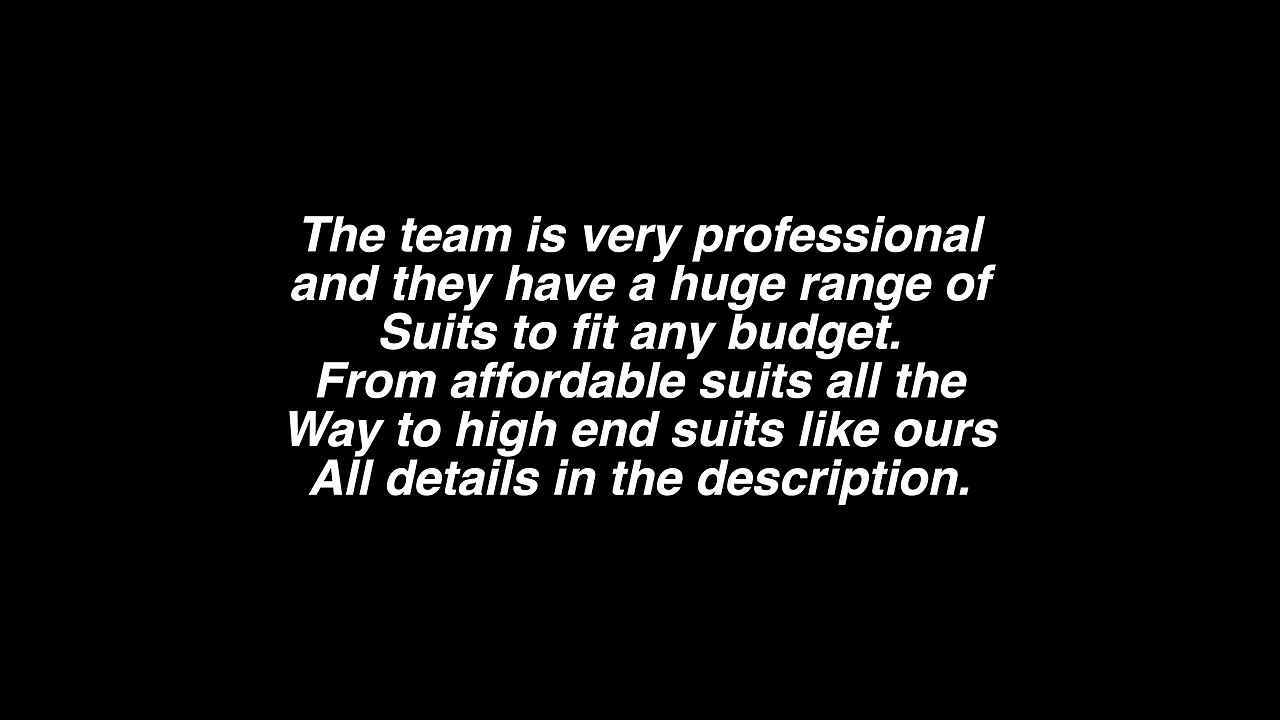 The team is very professional
and they have a huge range of
Suits to fit any budget.
From affordable suits all the
Way to high end suits like ours
All details in the description.